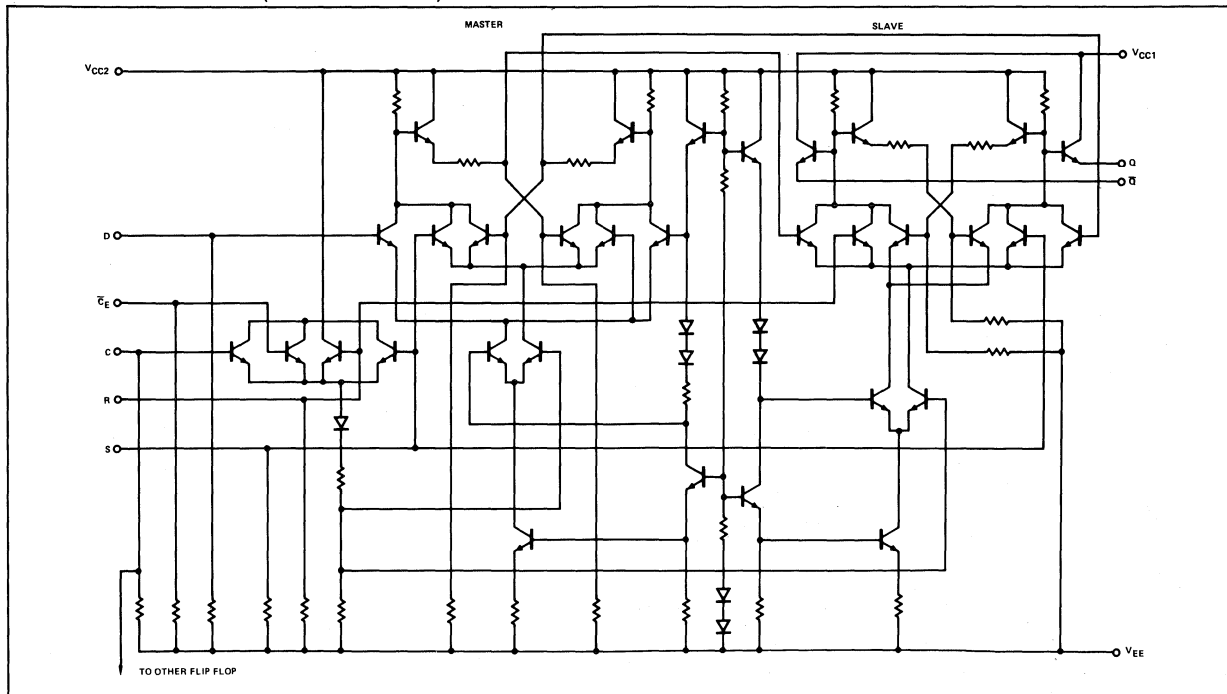 MASTER
SLAVE
VCC1
VCC2
Q
Q̅
D
C̅E
C
R
S
VEE
TO OTHER FLIP FLOP